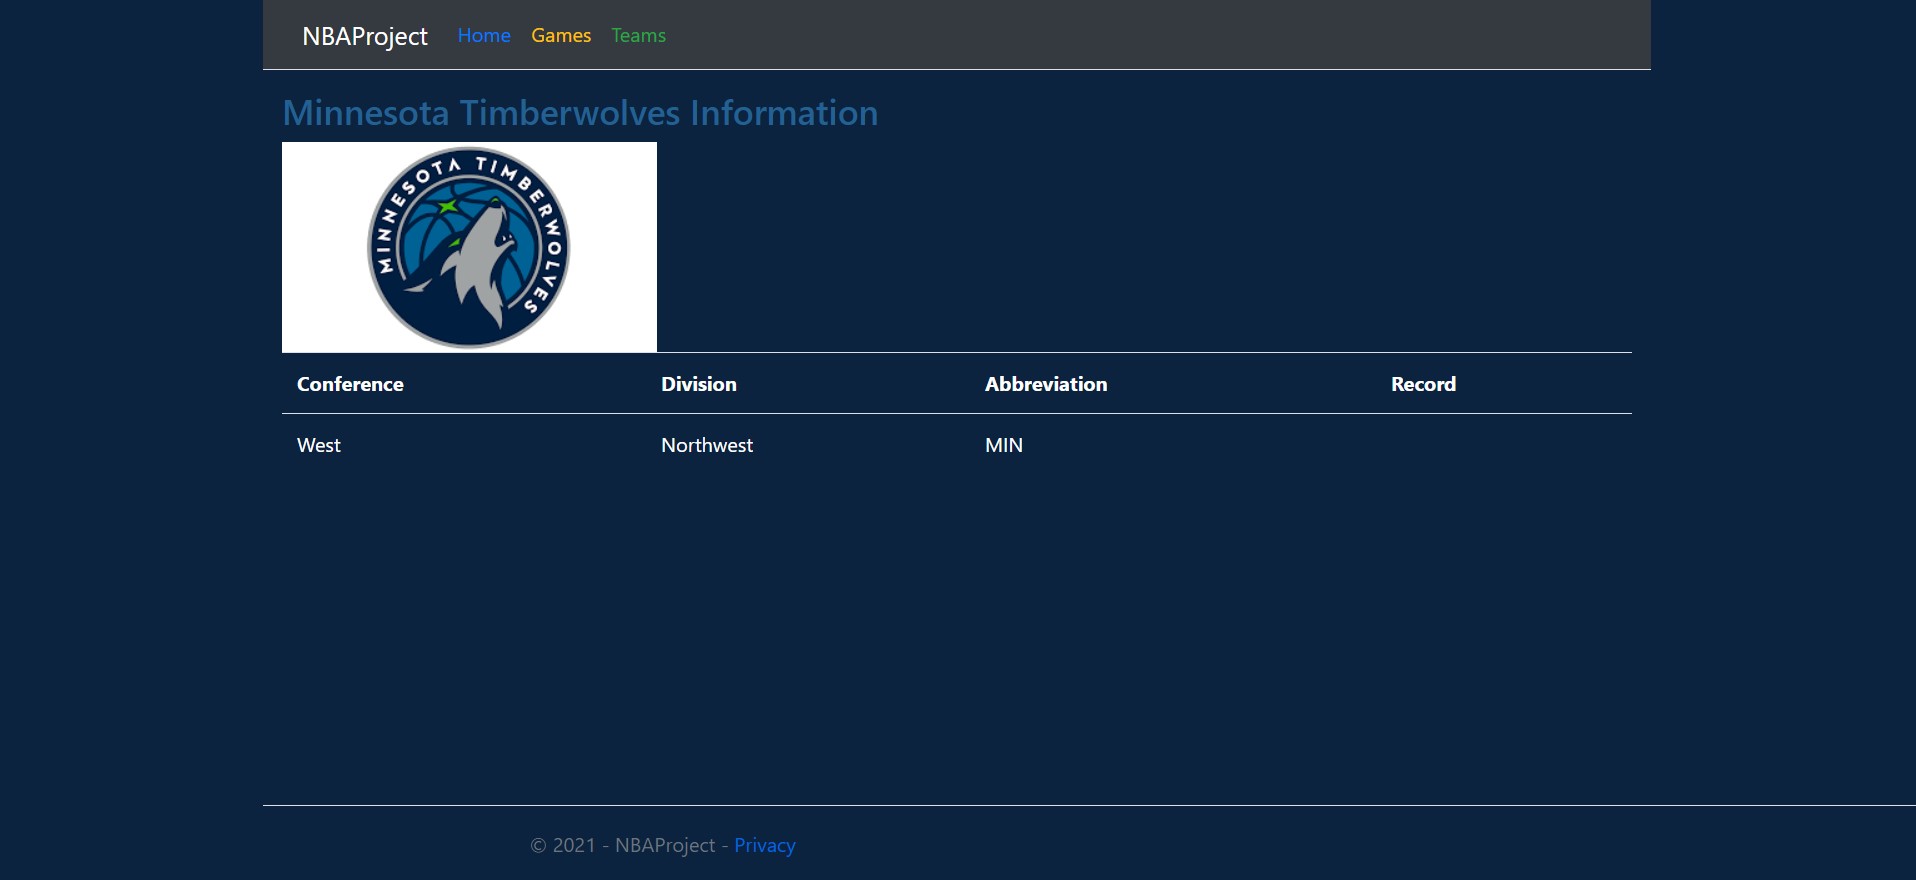 NBAProject Home Games Teams
Minnesota Timberwolves Information
MINNESOTA TIMBERWOLVES
Conference Division Abbreviation Record
West Northwest MIN
© 2021 - NBAProject - Privacy